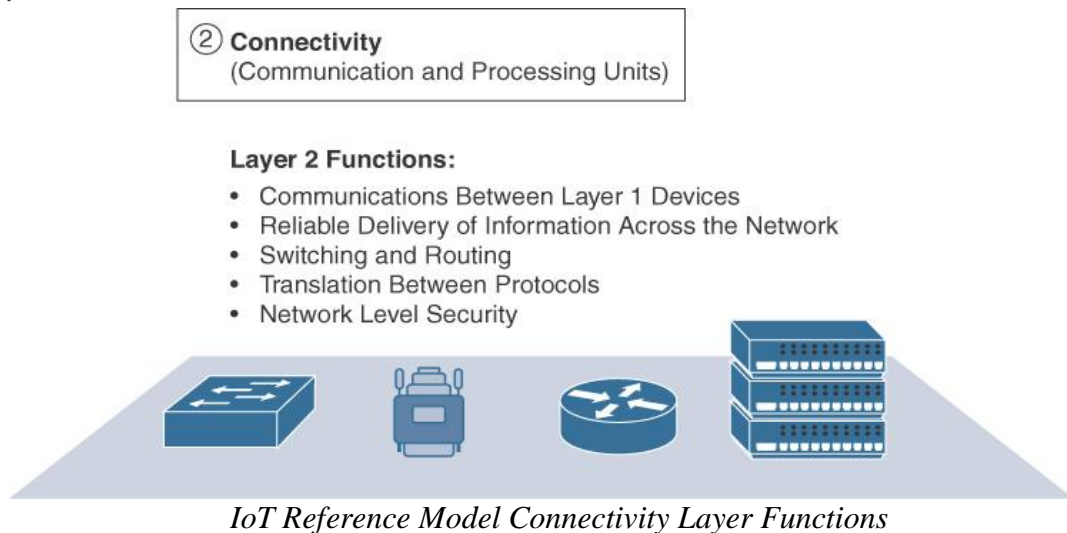 ② Connectivity
(Communication and Processing Units)
Layer 2 Functions:
• Communications Between Layer 1 Devices
• Reliable Delivery of Information Across the Network
• Switching and Routing
• Translation Between Protocols
• Network Level Security
IoT Reference Model Connectivity Layer Functions